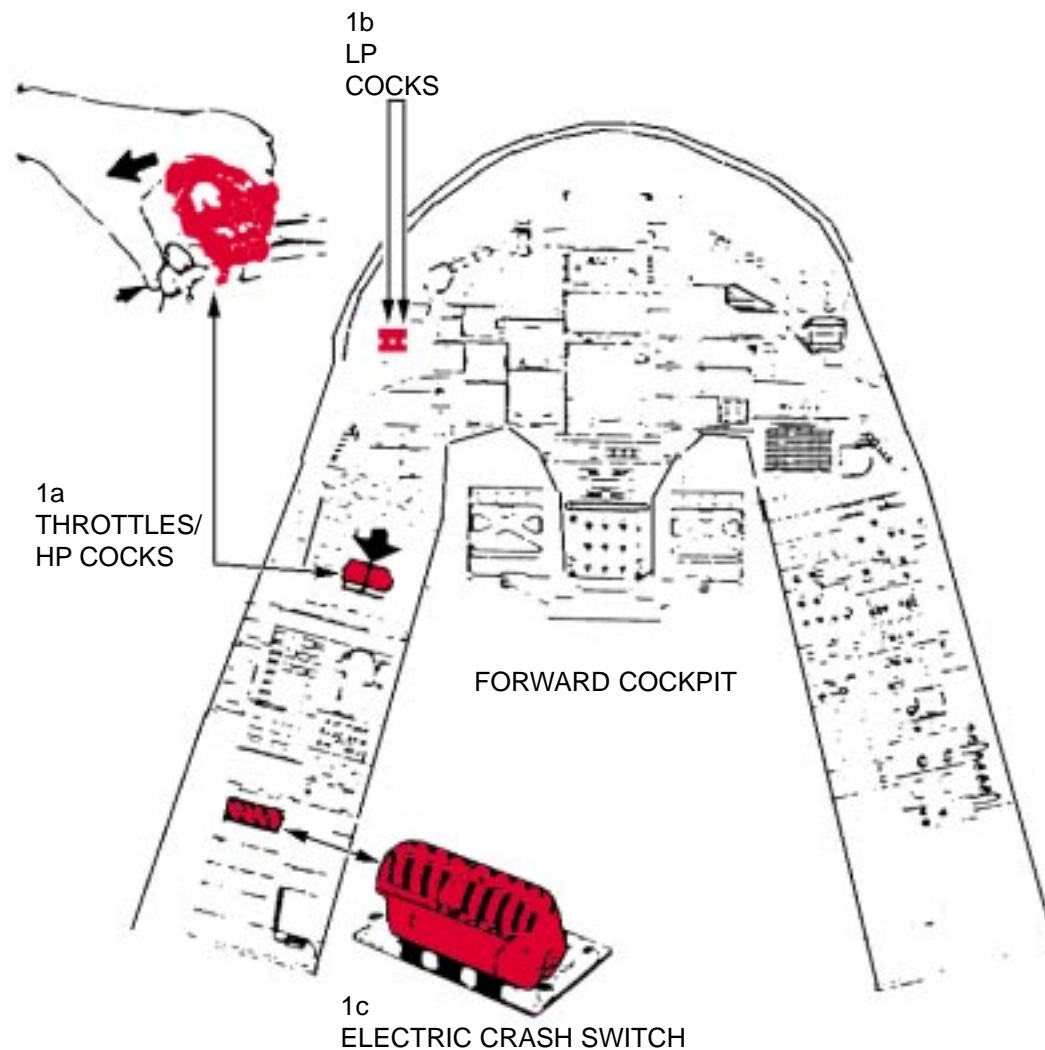 1b
LP
COCKS
1a
THROTTLES/
HP COCKS
FORWARD COCKPIT
1c
ELECTRIC CRASH SWITCH